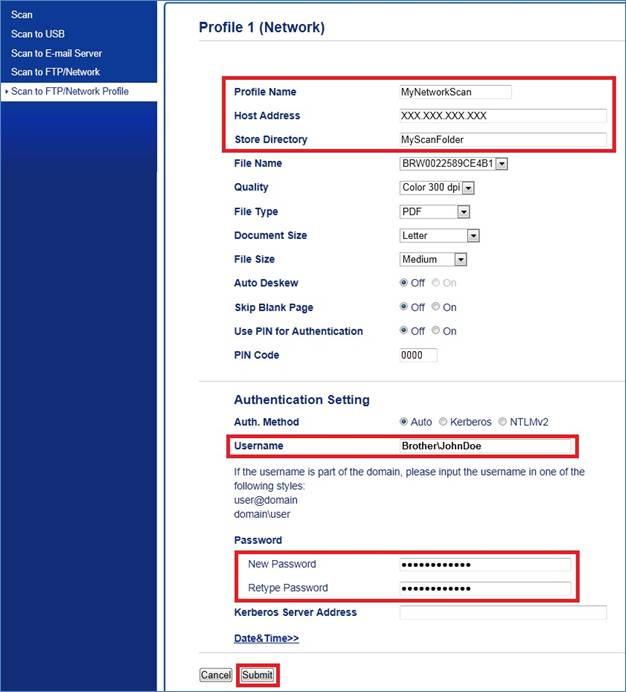 Scan
Scan to USB
Scan to E-mail Server
Scan to FTP/Network
Scan to FTP/Network Profile
Profile 1 (Network)
Profile Name MyNetworkScan
Host Address XXX.XXX.XXX.XXX
Store Directory MyScanFolder
File Name BRW0022589CE4B1
Quality Color 300 dpi
File Type PDF
Document Size Letter
File Size Medium
Auto Deskew Off On
Skip Blank Page Off On
Use PIN for Authentication Off On
PIN Code 0000
Authentication Setting
Auth. Method Auto Kerberos NTLMv2
Username Brother\JohnDoe
If the username is part of the domain, please input the username in one of the
following styles:
user@domain
domain\user
Password
New Password ••••••••••••
Retype Password ••••••••••••
Kerberos Server Address
Date&Time>>
Cancel Submit